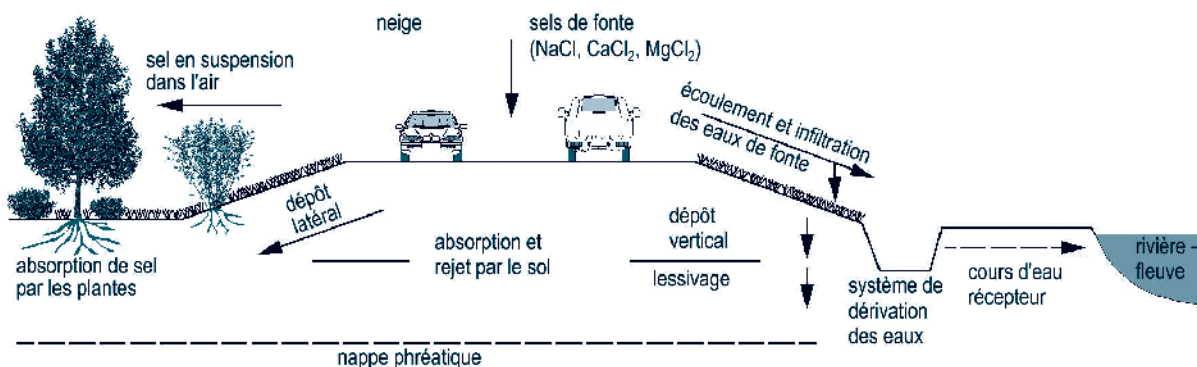 neige
sels de fonte
(NaCl, CaCl₂, MgCl₂)
sel en suspension
dans l'air
écoulement et infiltration
des eaux de fonte
dépôt
latéral
dépôt
vertical
absorption et
rejet par le sol
lessivage
absorption de sel
par les plantes
système de
dérivation
des eaux
cours d'eau
récepteur
rivière -
fleuve
nappe phréatique